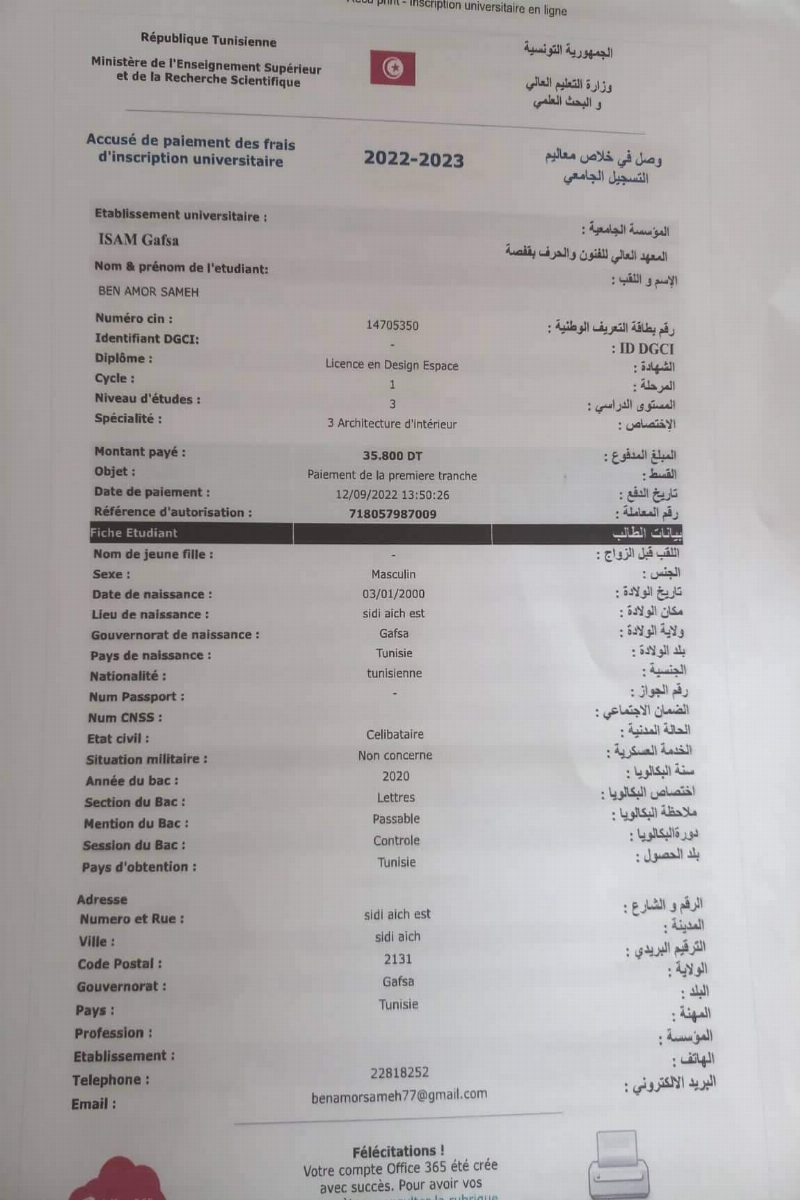 Reçu print - Inscription universitaire en ligne
République Tunisienne
الجمهورية التونسية
Ministère de l'Enseignement Supérieur
et de la Recherche Scientifique
وزارة التعليم العالي
و البحث العلمي
Accusé de paiement des frais
d'inscription universitaire
2022-2023
وصل في خلاص معاليم
التسجيل الجامعي
Etablissement universitaire :
المؤسسة الجامعية :
ISAM Gafsa
المعهد العالي للفنون والحرف بقفصة
Nom & prénom de l'etudiant:
الإسم و اللقب :
BEN AMOR SAMEH
Numéro cin : 14705350 رقم بطاقة التعريف الوطنية :
Identifiant DGCI: - ID DGCI :
Diplôme : Licence en Design Espace الشهادة :
Cycle : 1 المرحلة :
Niveau d'études : 3 المستوى الدراسي :
Spécialité : 3 Architecture d'intérieur الإختصاص :
Montant payé : 35.800 DT المبلغ المدفوع :
Objet : Paiement de la premiere tranche القسط :
Date de paiement : 12/09/2022 13:50:26 تاريخ الدفع :
Référence d'autorisation : 718057987009 رقم المعاملة :
Fiche Etudiant بيانات الطالب
Nom de jeune fille : - اللقب قبل الزواج :
Sexe : Masculin الجنس :
Date de naissance : 03/01/2000 تاريخ الولادة :
Lieu de naissance : sidi aich est مكان الولادة :
Gouvernorat de naissance : Gafsa ولاية الولادة :
Pays de naissance : Tunisie بلد الولادة :
Nationalité : tunisienne الجنسية :
Num Passport : - رقم الجواز :
Num CNSS : الضمان الاجتماعي :
Etat civil : Celibataire الحالة المدنية :
Situation militaire : Non concerne الخدمة العسكرية :
Année du bac : 2020 سنة البكالويا :
Section du Bac : Lettres اختصاص البكالويا :
Mention du Bac : Passable ملاحظة البكالويا :
Session du Bac : Controle دورةالبكالويا :
Pays d'obtention : Tunisie بلد الحصول :
Adresse
Numero et Rue : sidi aich est الرقم و الشارع :
Ville : sidi aich المدينة :
Code Postal : 2131 الترقيم البريدي :
Gouvernorat : Gafsa الولاية :
Pays : Tunisie البلد :
Profession : المهنة :
Etablissement : المؤسسة :
Telephone : 22818252 الهاتف :
Email : benamorsameh77@gmail.com البريد الالكتروني :
Félécitations !
Votre compte Office 365 été crée
avec succès. Pour avoir vos
consulter la rubrique